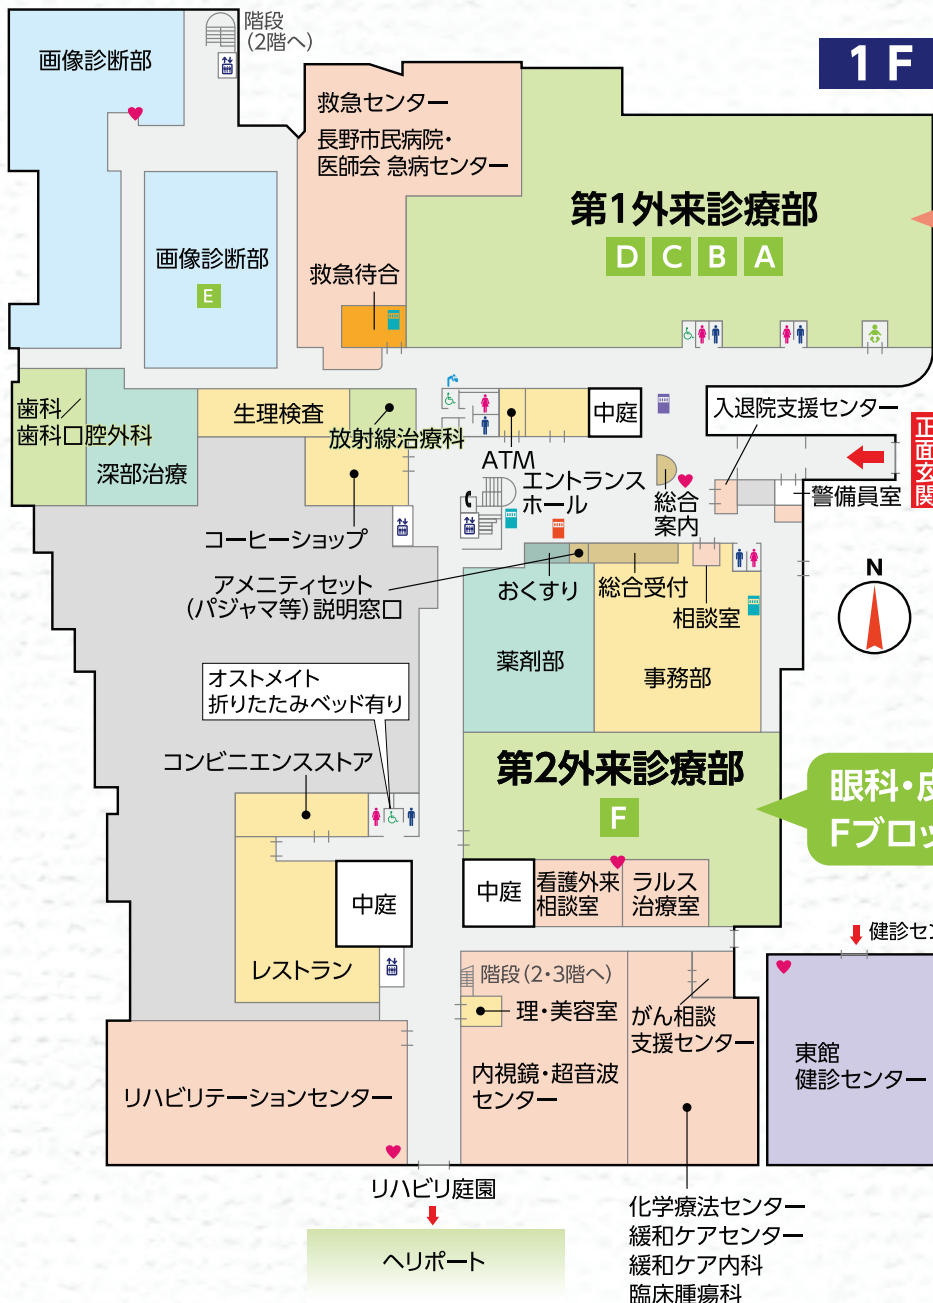 階段
(2階へ)
画像診断部
1F
救急センター
長野市民病院・
医師会 急病センター
第1外来診療部
D C B A
画像診断部
E
救急待合
歯科／
歯科口腔外科
深部治療
生理検査
放射線治療科
ATM
中庭
入退院支援センター
正面玄関
警備員室
エントランス
ホール
総合
案内
コーヒーショップ
アメニティセット
(パジャマ等)説明窓口
おくすり
総合受付
相談室
N
薬剤部
事務部
オストメイト
折りたたみベッド有り
コンビニエンスストア
第2外来診療部
F
眼科・皮
Fブロッ
中庭
中庭
看護外来
相談室
ラルス
治療室
健診セン
レストラン
階段(2・3階へ)
理・美容室
がん相談
支援センター
内視鏡・超音波
センター
東館
健診センター
リハビリテーションセンター
リハビリ庭園
ヘリポート
化学療法センター
緩和ケアセンター
緩和ケア内科
臨床腫瘍科